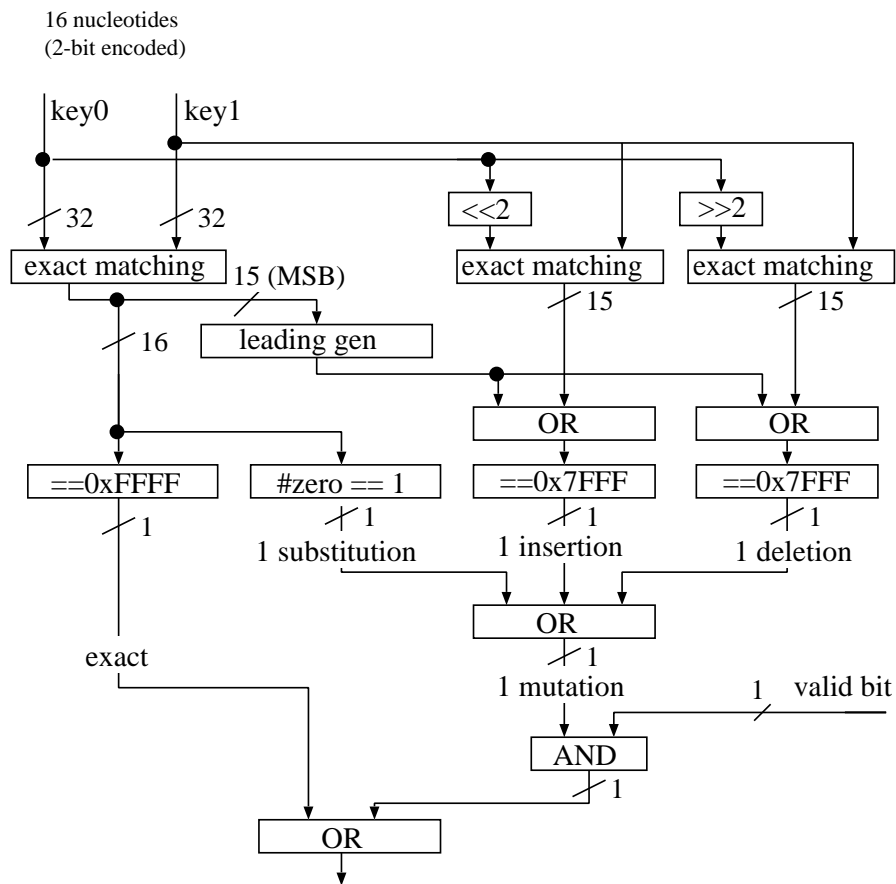 16 nucleotides
(2-bit encoded)
key0
key1
<<2
>>2
32
32
exact matching
exact matching
exact matching
15 (MSB)
15
15
16
leading gen
OR
OR
==0xFFFF
#zero == 1
==0x7FFF
==0x7FFF
1
1
1
1
1 substitution
1 insertion
1 deletion
OR
exact
1
1 mutation
1
valid bit
AND
1
OR